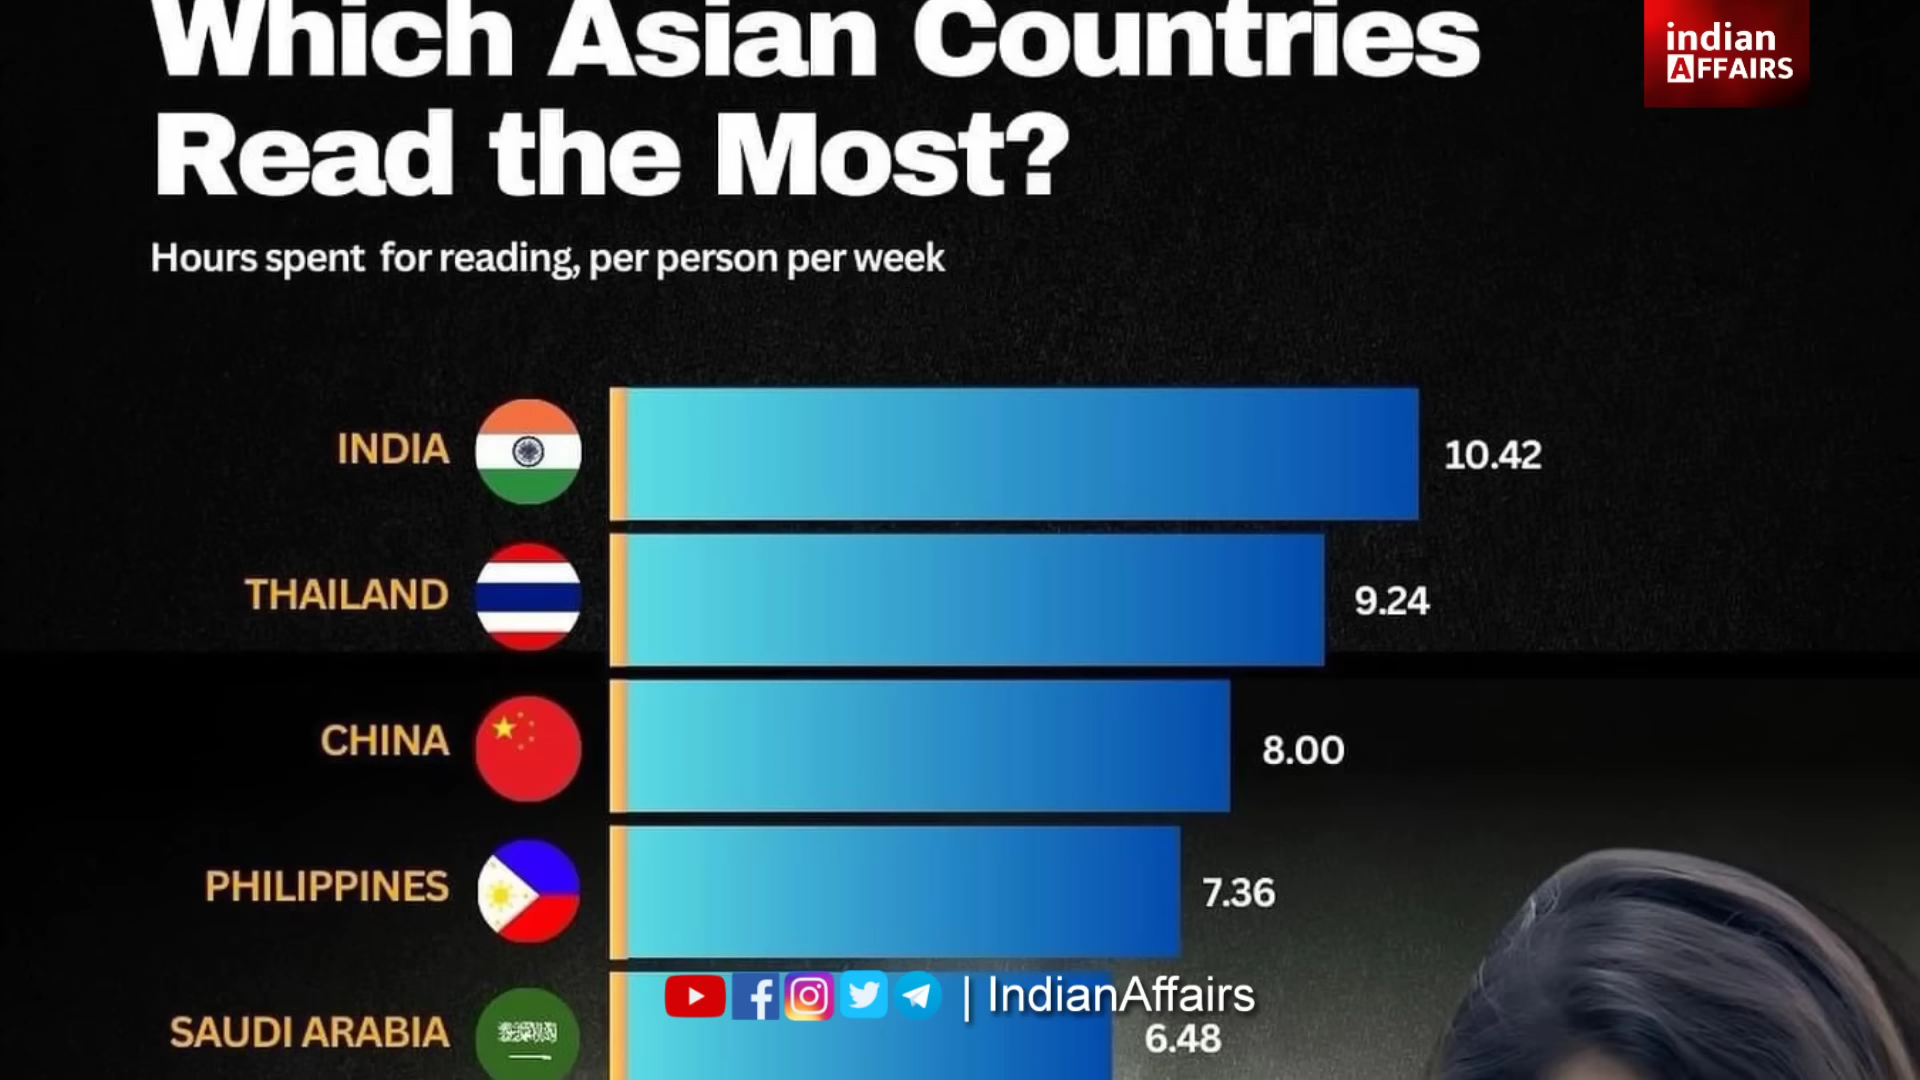 Which Asian Countries
Read the Most?
indian
AFFAIRS
Hours spent for reading, per person per week
INDIA 10.42
THAILAND 9.24
CHINA 8.00
PHILIPPINES 7.36
SAUDI ARABIA 6.48
| IndianAffairs